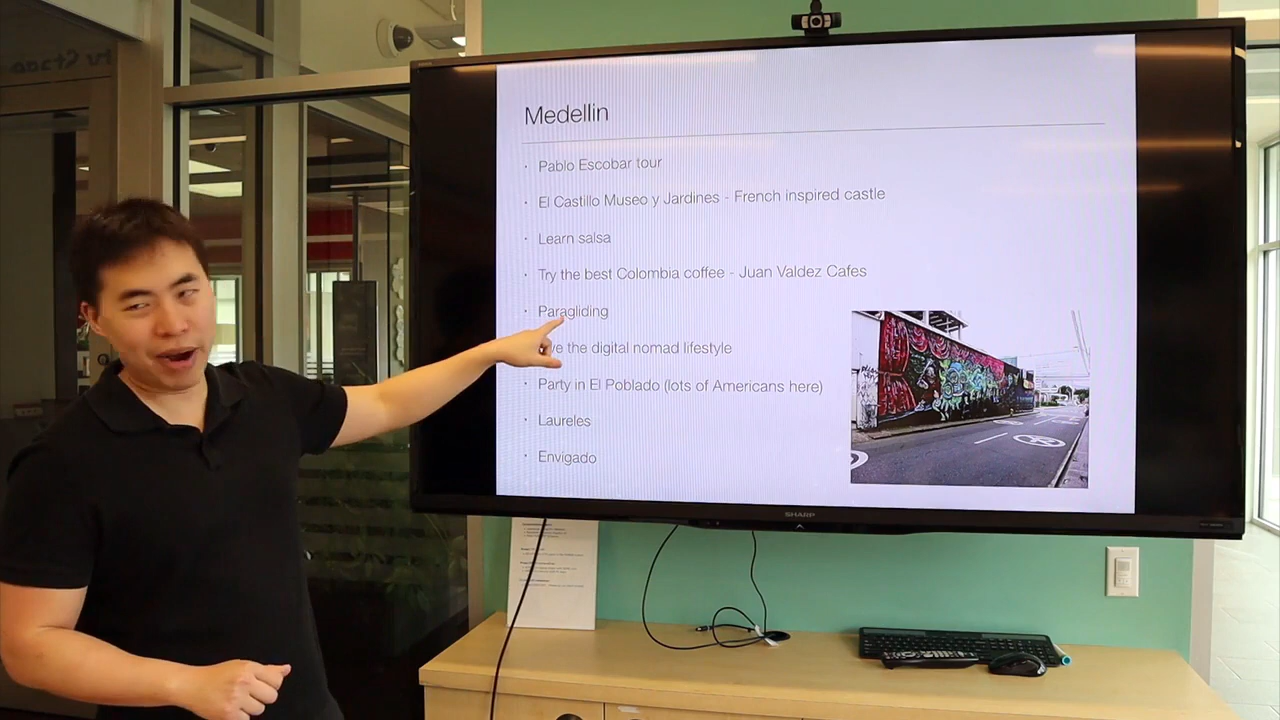 Medellin
Pablo Escobar tour
El Castillo Museo y Jardines - French inspired castle
Learn salsa
Try the best Colombia coffee - Juan Valdez Cafes
Paragliding
the digital nomad lifestyle
Party in El Poblado (lots of Americans here)
Laureles
Envigado
SHARP